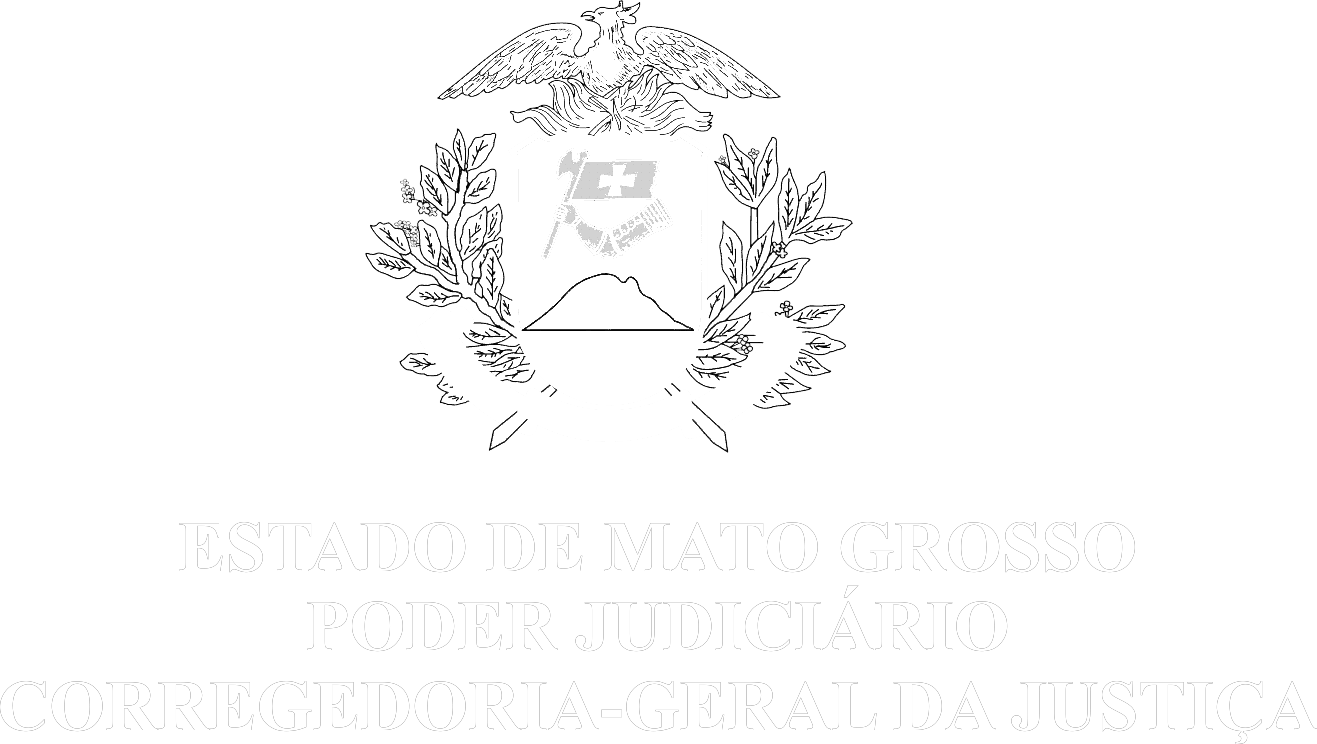 ESTADO DE MATO GROSSO
PODER JUDICIÁRIO
CORREGEDORIA-GERAL DA JUSTIÇA